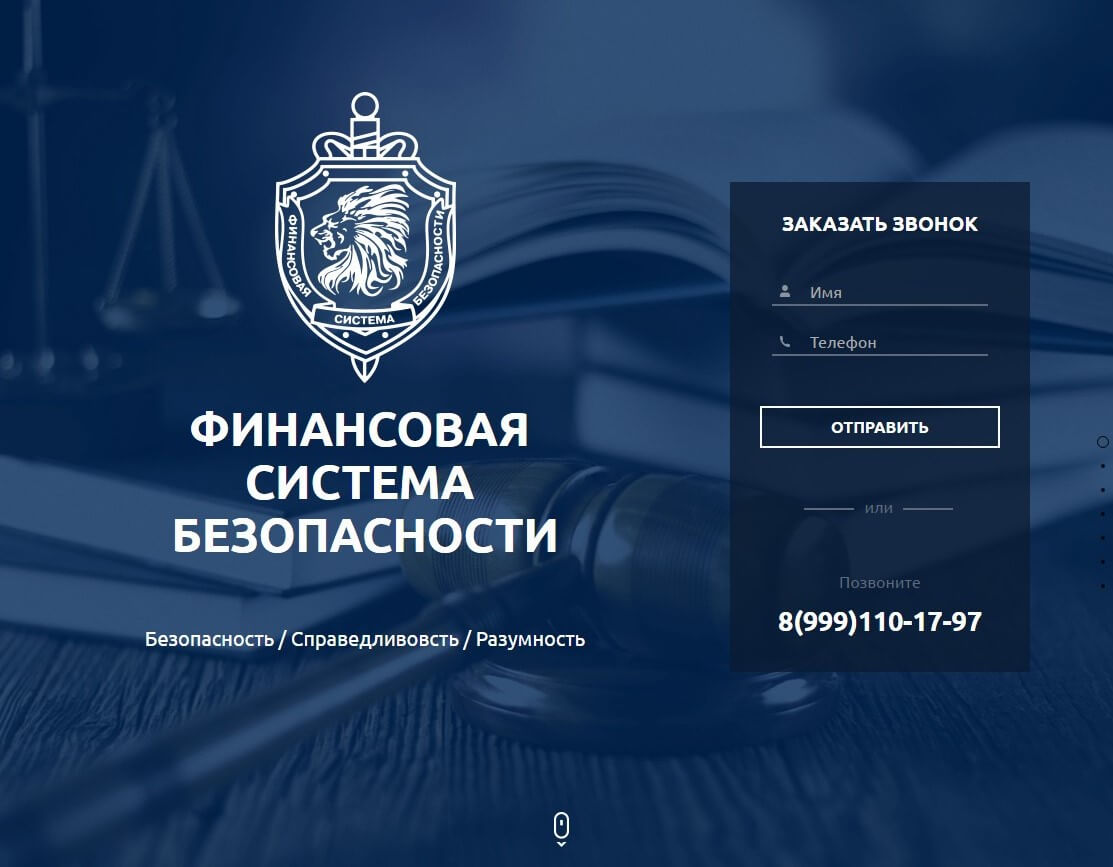 ФИНАНСОВАЯ
СИСТЕМА
БЕЗОПАСНОСТИ
ФИНАНСОВАЯ
СИСТЕМА
БЕЗОПАСНОСТИ
Безопасность / Справедливовсть / Разумность
ЗАКАЗАТЬ ЗВОНОК
Имя
Телефон
ОТПРАВИТЬ
или
Позвоните
8(999)110-17-97